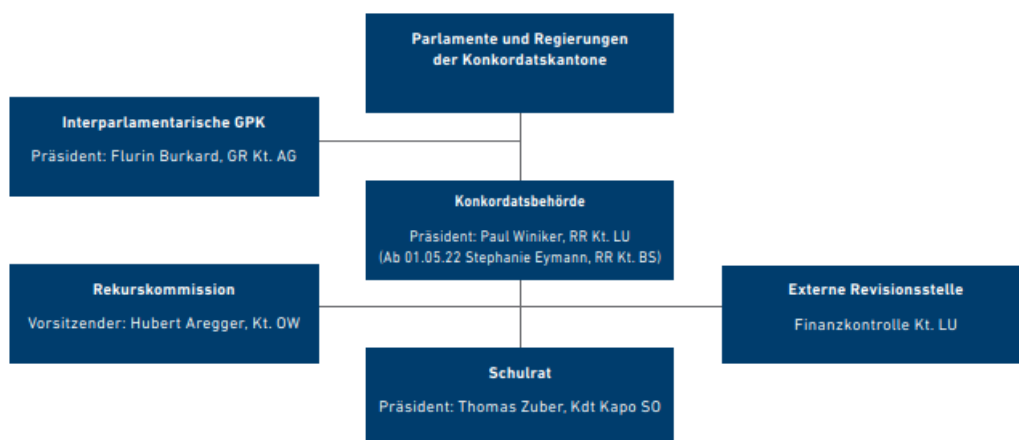 Parlamente und Regierungen
der Konkordatskantone
Interparlamentarische GPK
Präsident: Flurin Burkard, GR Kt. AG
Konkordatsbehörde
Präsident: Paul Winiker, RR Kt. LU
(Ab 01.05.22 Stephanie Eymann, RR Kt. BS)
Rekurskommission
Vorsitzender: Hubert Aregger, Kt. OW
Externe Revisionsstelle
Finanzkontrolle Kt. LU
Schulrat
Präsident: Thomas Zuber, Kdt Kapo SO